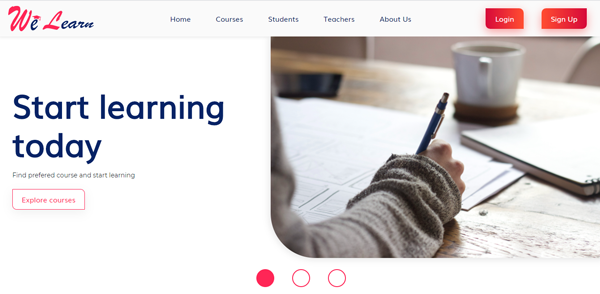 We Learn
Home Courses Students Teachers About Us
Login Sign Up
Start learning
today
Find prefered course and start learning
Explore courses